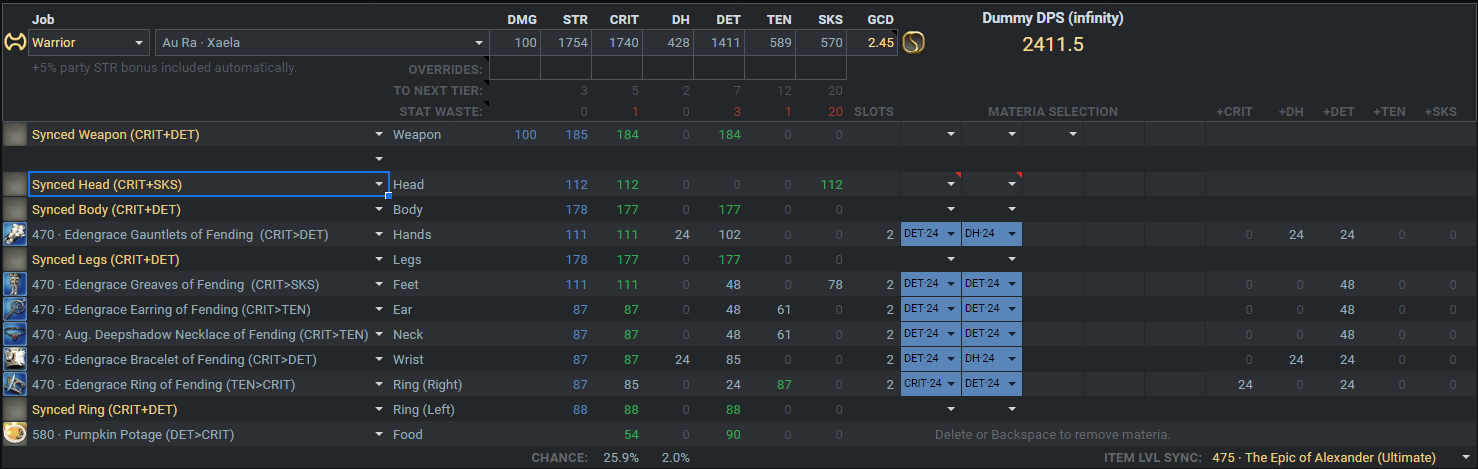 Job DMG STR CRIT DH DET TEN SKS GCD Dummy DPS (infinity)
Warrior Au Ra · Xaela 100 1754 1740 428 1411 589 570 2.45 2411.5
+5% party STR bonus included automatically. OVERRIDES:
TO NEXT TIER: 3 5 2 7 12 20
STAT WASTE: 0 1 0 3 1 20 SLOTS MATERIA SELECTION +CRIT +DH +DET +TEN +SKS
Synced Weapon (CRIT+DET) Weapon 100 185 184 0 184 0 0
Synced Head (CRIT+SKS) Head 112 112 0 0 0 112
Synced Body (CRIT+DET) Body 178 177 0 177 0 0
470 · Edengrace Gauntlets of Fending (CRIT>DET) Hands 111 111 24 102 0 0 2 DET·24 DH·24 0 24 24 0 0
Synced Legs (CRIT+DET) Legs 178 177 0 177 0 0
470 · Edengrace Greaves of Fending (CRIT>SKS) Feet 111 111 0 48 0 78 2 DET·24 DET·24 0 0 48 0 0
470 · Edengrace Earring of Fending (CRIT>TEN) Ear 87 87 0 48 61 0 2 DET·24 DET·24 0 0 48 0 0
470 · Aug. Deepshadow Necklace of Fending (CRIT>TEN) Neck 87 87 0 48 61 0 2 DET·24 DET·24 0 0 48 0 0
470 · Edengrace Bracelet of Fending (CRIT>DET) Wrist 87 87 24 85 0 0 2 DET·24 DH·24 0 24 24 0 0
470 · Edengrace Ring of Fending (TEN>CRIT) Ring (Right) 87 85 0 24 87 0 2 CRIT·24 DET·24 24 0 24 0 0
Synced Ring (CRIT+DET) Ring (Left) 88 88 0 88 0 0
580 · Pumpkin Potage (DET>CRIT) Food 54 0 90 0 0 Delete or Backspace to remove materia.
CHANCE: 25.9% 2.0% ITEM LVL SYNC: 475 · The Epic of Alexander (Ultimate)